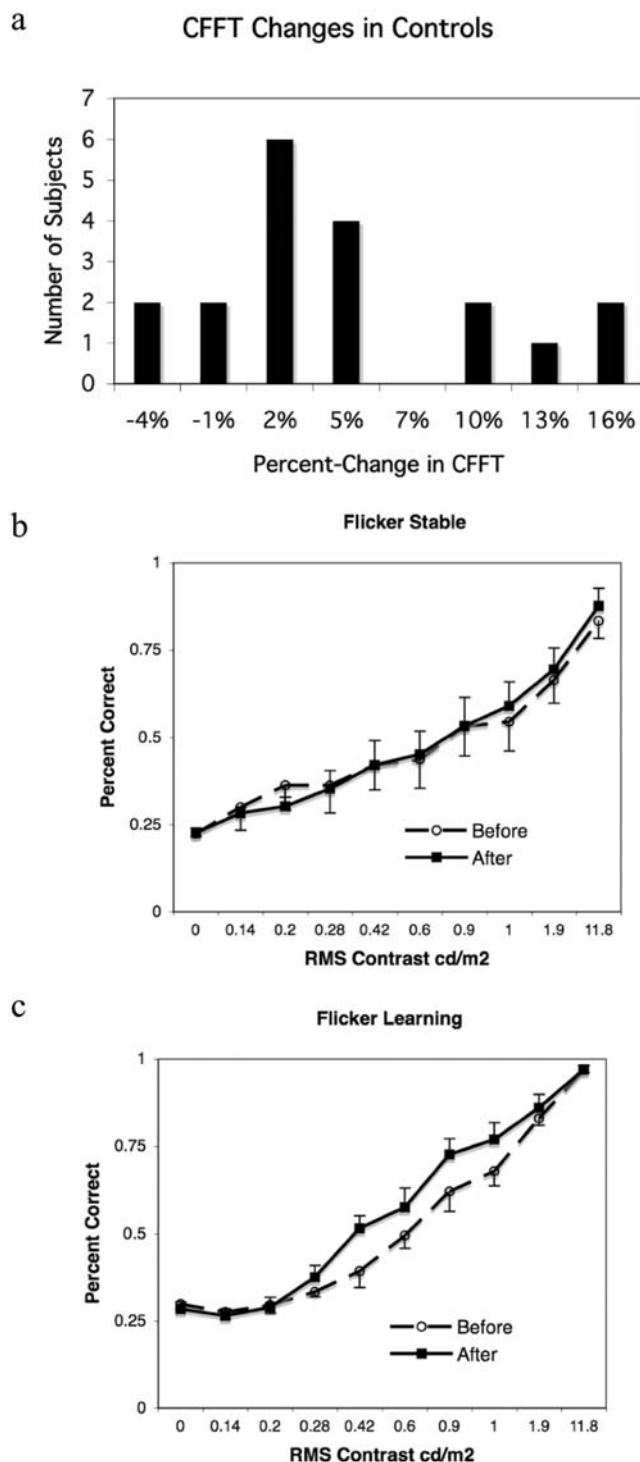 a
CFFT Changes in Controls
7
6
5
4
3
2
1
0
Number of Subjects
-4% -1% 2% 5% 7% 10% 13% 16%
Percent-Change in CFFT
b
Flicker Stable
1
0.75
0.5
0.25
0
Percent Correct
Before
After
0 0.14 0.2 0.28 0.42 0.6 0.9 1 1.9 11.8
RMS Contrast cd/m2
c
Flicker Learning
1
0.75
0.5
0.25
0
Percent Correct
Before
After
0 0.14 0.2 0.28 0.42 0.6 0.9 1 1.9 11.8
RMS Contrast cd/m2